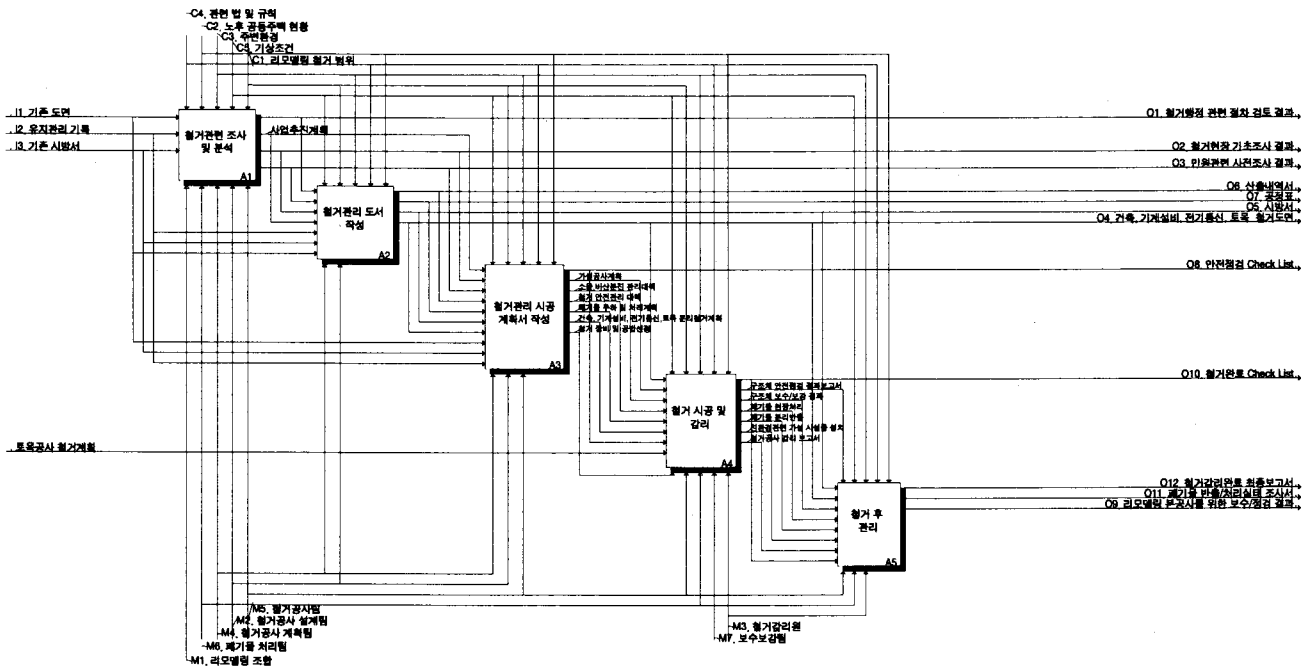 C4. 관련 법 및 규칙
C2. 노후 공동주택 현황
C3. 주변환경
C5. 기상조건
C1. 리모델링 철거 범위
I1. 기존 도면
I2. 유지관리 기록
I3. 기존 시방서
철거관련 조사
및 분석
A1
사업추진계획
O1. 철거행정 관련 절차 검토 결과
O2. 철거현장 기초조사 결과
O3. 민원관련 사전조사 결과
철거관리 도서
작성
A2
O6. 산출내역서
O7. 공정표
O5. 시방서
O4. 건축, 기계설비, 전기통신, 토목 철거도면
철거관리 시공
계획서 작성
A3
가설공사계획
소음 비산분진 관리대책
철거 안전관리 대책
폐기물 투하 및 처리계획
건축, 기계설비, 전기통신, 토목 분리철거계획
철거 장비 및 공법선정
O8. 안전점검 Check List
철거 시공 및
감리
A4
구조체 안전점검 결과보고서
구조체 보수/보강 결과
폐기물 현장처리
폐기물 분리반출
친환경관련 가설 시설물 설치
철거공사 감리 보고서
O10. 철거완료 Check List
토목공사 철거계획
철거 후
관리
A5
O12. 철거감리완료 최종보고서
O11. 폐기물 반출/처리실태 조사서
O9. 리모델링 본공사를 위한 보수/점검 결과
M5. 철거공사팀
M2. 철거공사 설계팀
M4. 철거공사 계획팀
M6. 폐기물 처리팀
M1. 리모델링 조합
M3. 철거감리원
M7. 보수보강팀